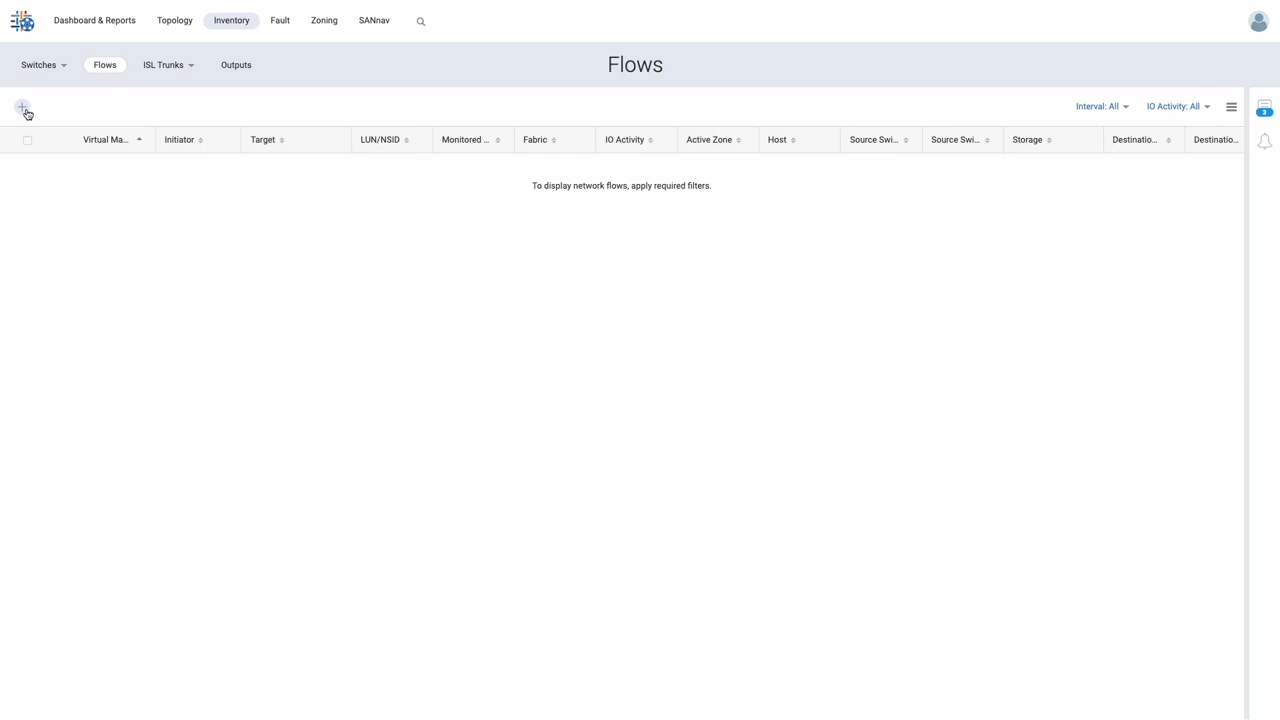 Dashboard & Reports Topology Inventory Fault Zoning SANnav
Switches Flows ISL Trunks Outputs Flows
Interval: All IO Activity: All
3
Virtual Ma... Initiator Target LUN/NSID Monitored ... Fabric IO Activity Active Zone Host Source Swi... Source Swi... Storage Destinatio... Destinatio...
To display network flows, apply required filters.